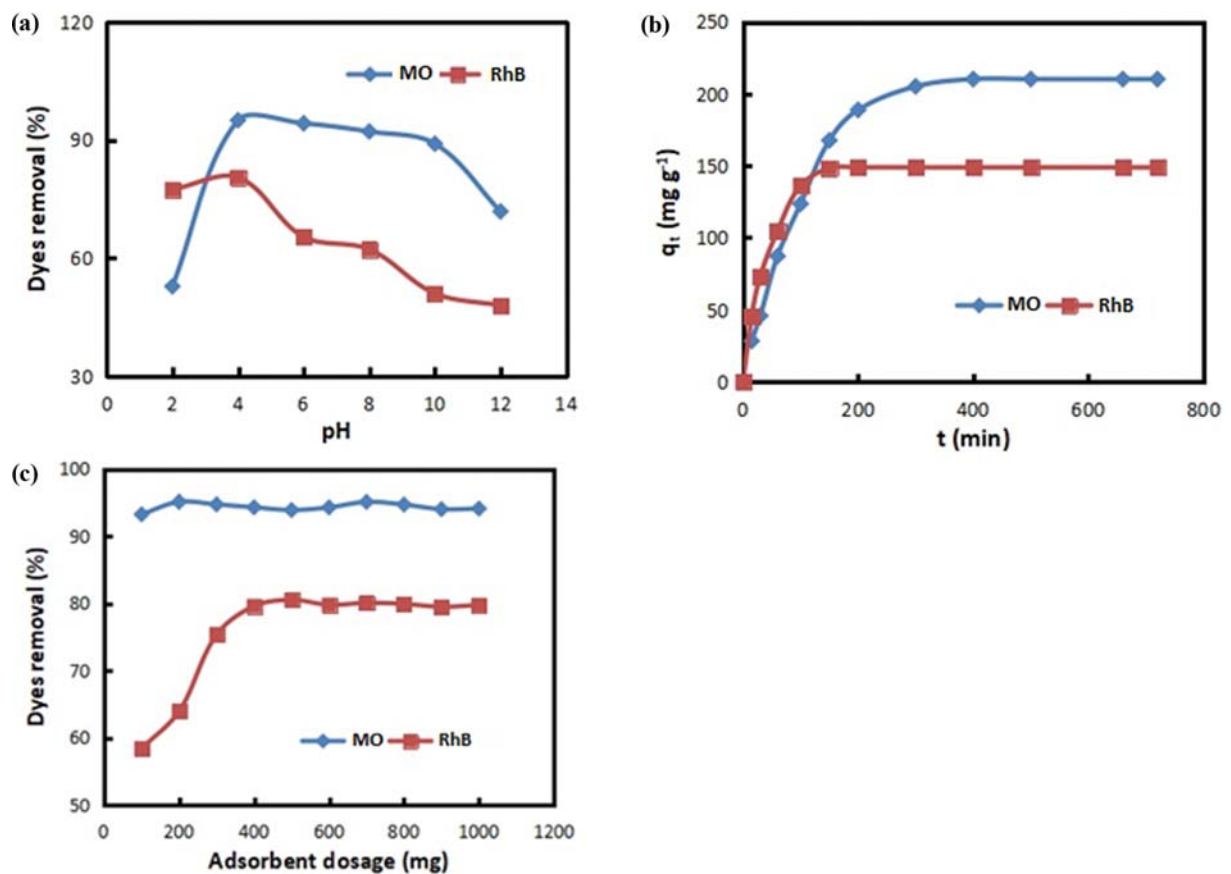 (a)
120
90
60
30
Dyes removal (%)
MO RhB
0 2 4 6 8 10 12 14
pH
(b)
250
200
150
100
50
0
qₜ (mg g⁻¹)
MO RhB
0 200 400 600 800
t (min)
(c)
100
90
80
70
60
50
Dyes removal (%)
MO RhB
0 200 400 600 800 1000 1200
Adsorbent dosage (mg)